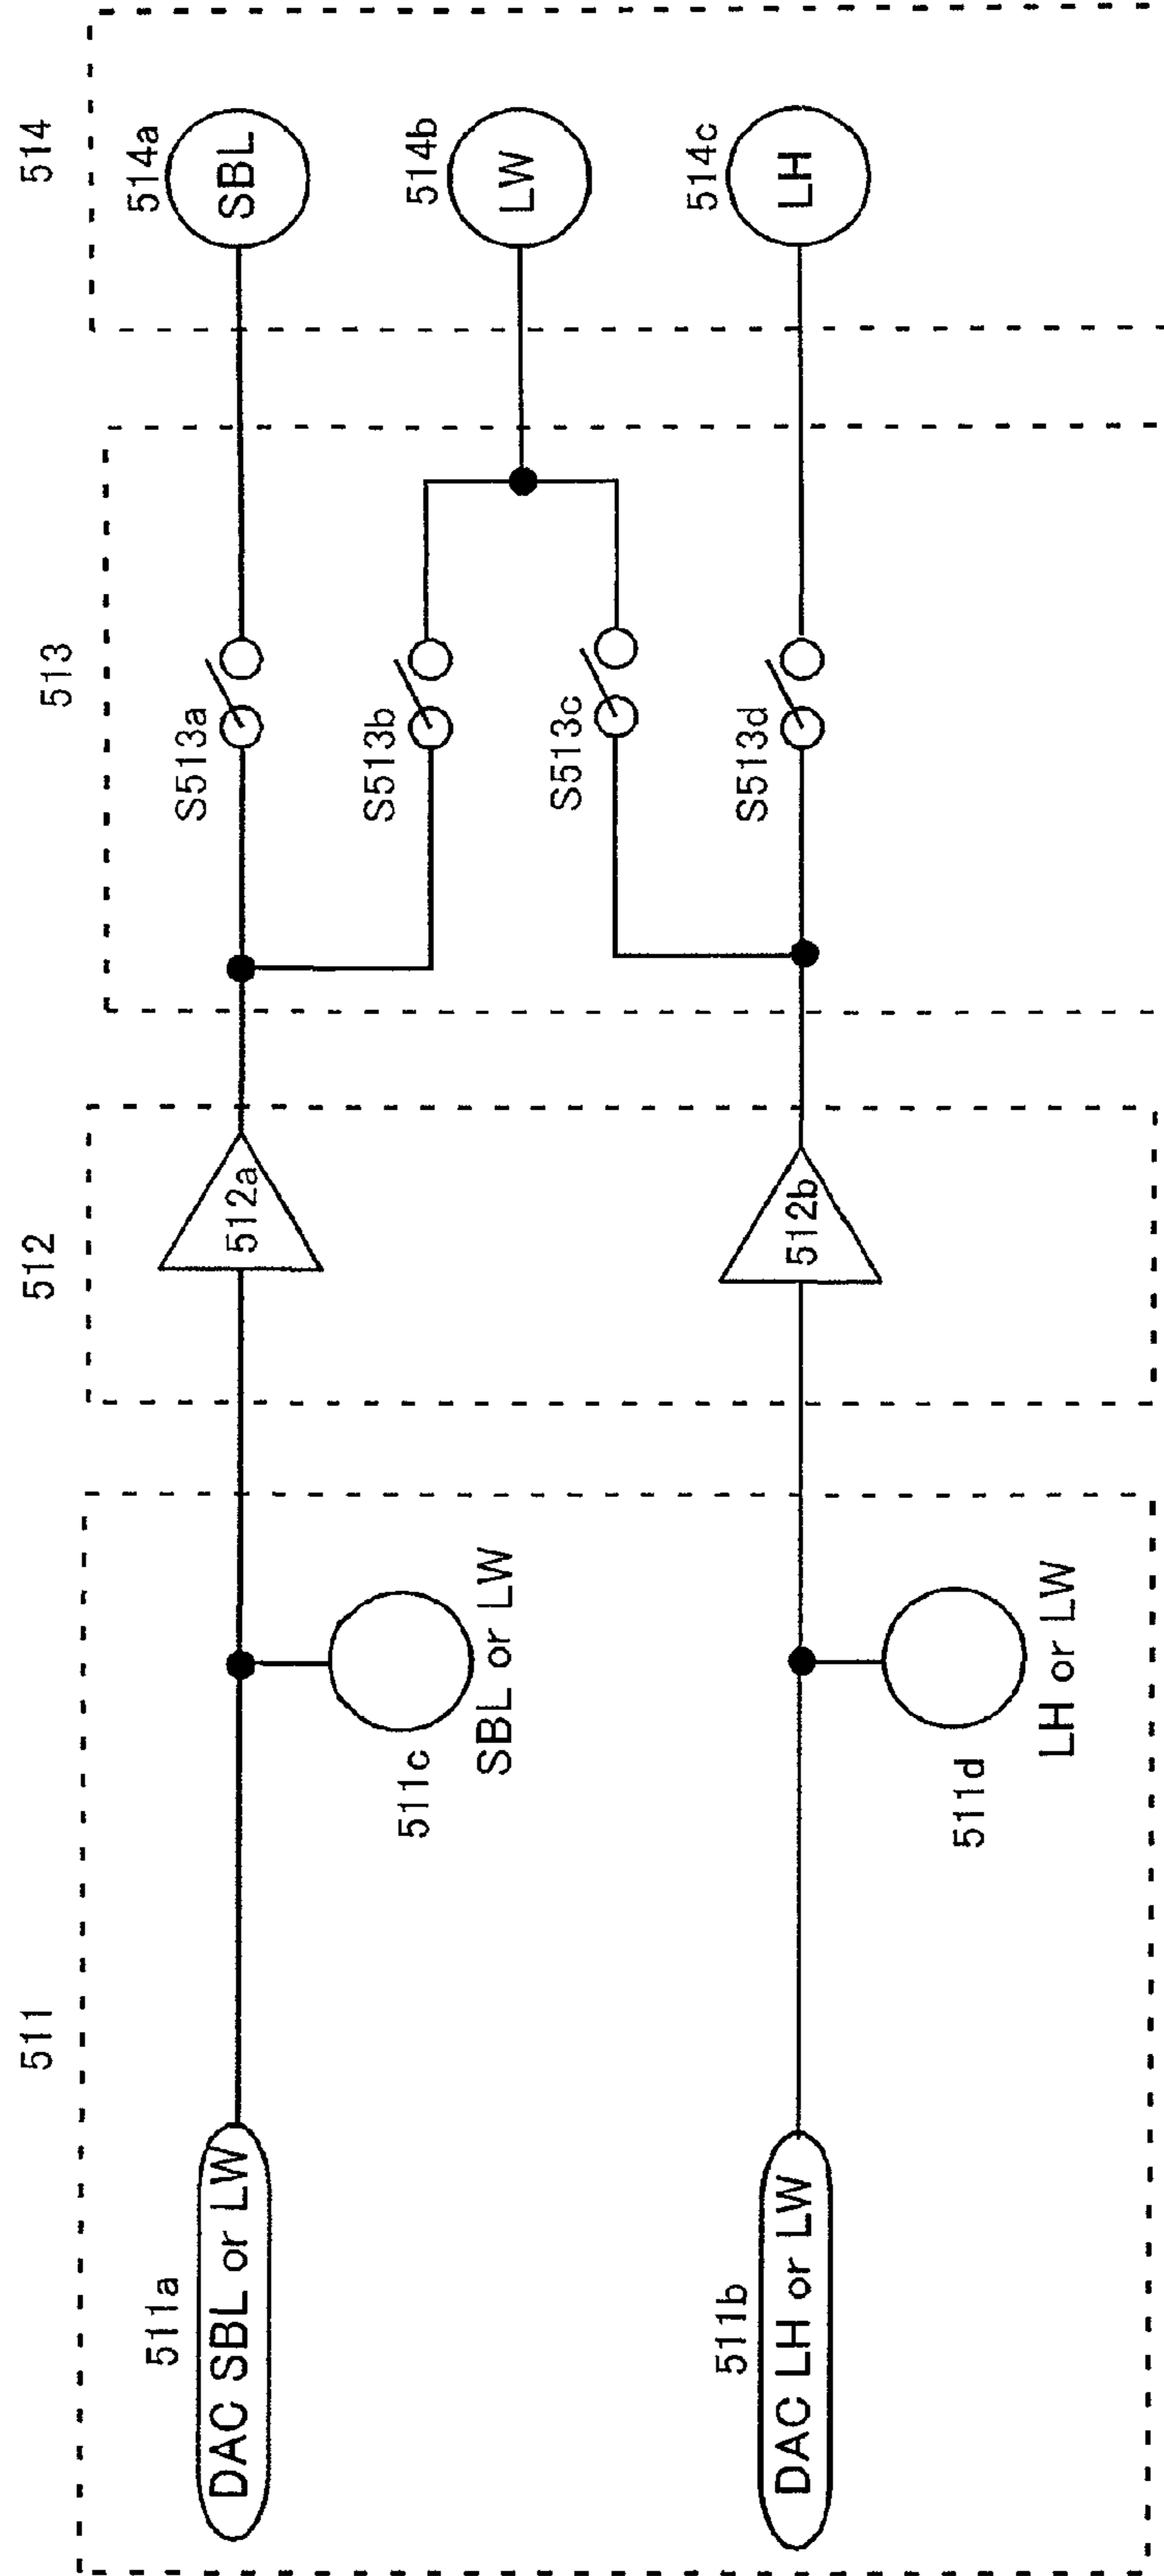 511
512
513
514
511a
DAC SBL or LW
511c
SBL or LW
512a
S513a
S513b
514a
SBL
514b
LW
511b
DAC LH or LW
511d
LH or LW
512b
S513c
S513d
514c
LH